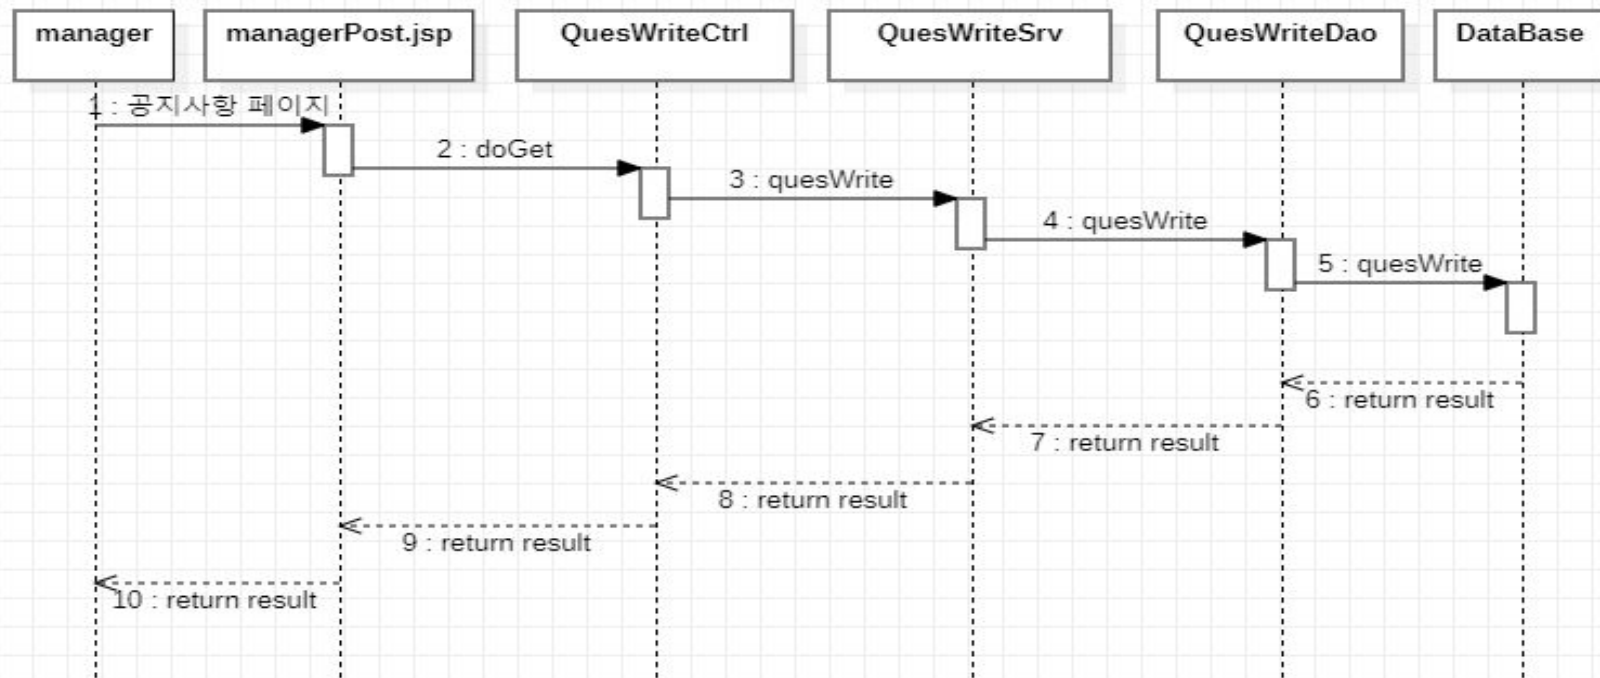 manager
managerPost.jsp
QuesWriteCtrl
QuesWriteSrv
QuesWriteDao
DataBase
1 : 공지사항 페이지
2 : doGet
3 : quesWrite
4 : quesWrite
5 : quesWrite
6 : return result
7 : return result
8 : return result
9 : return result
10 : return result